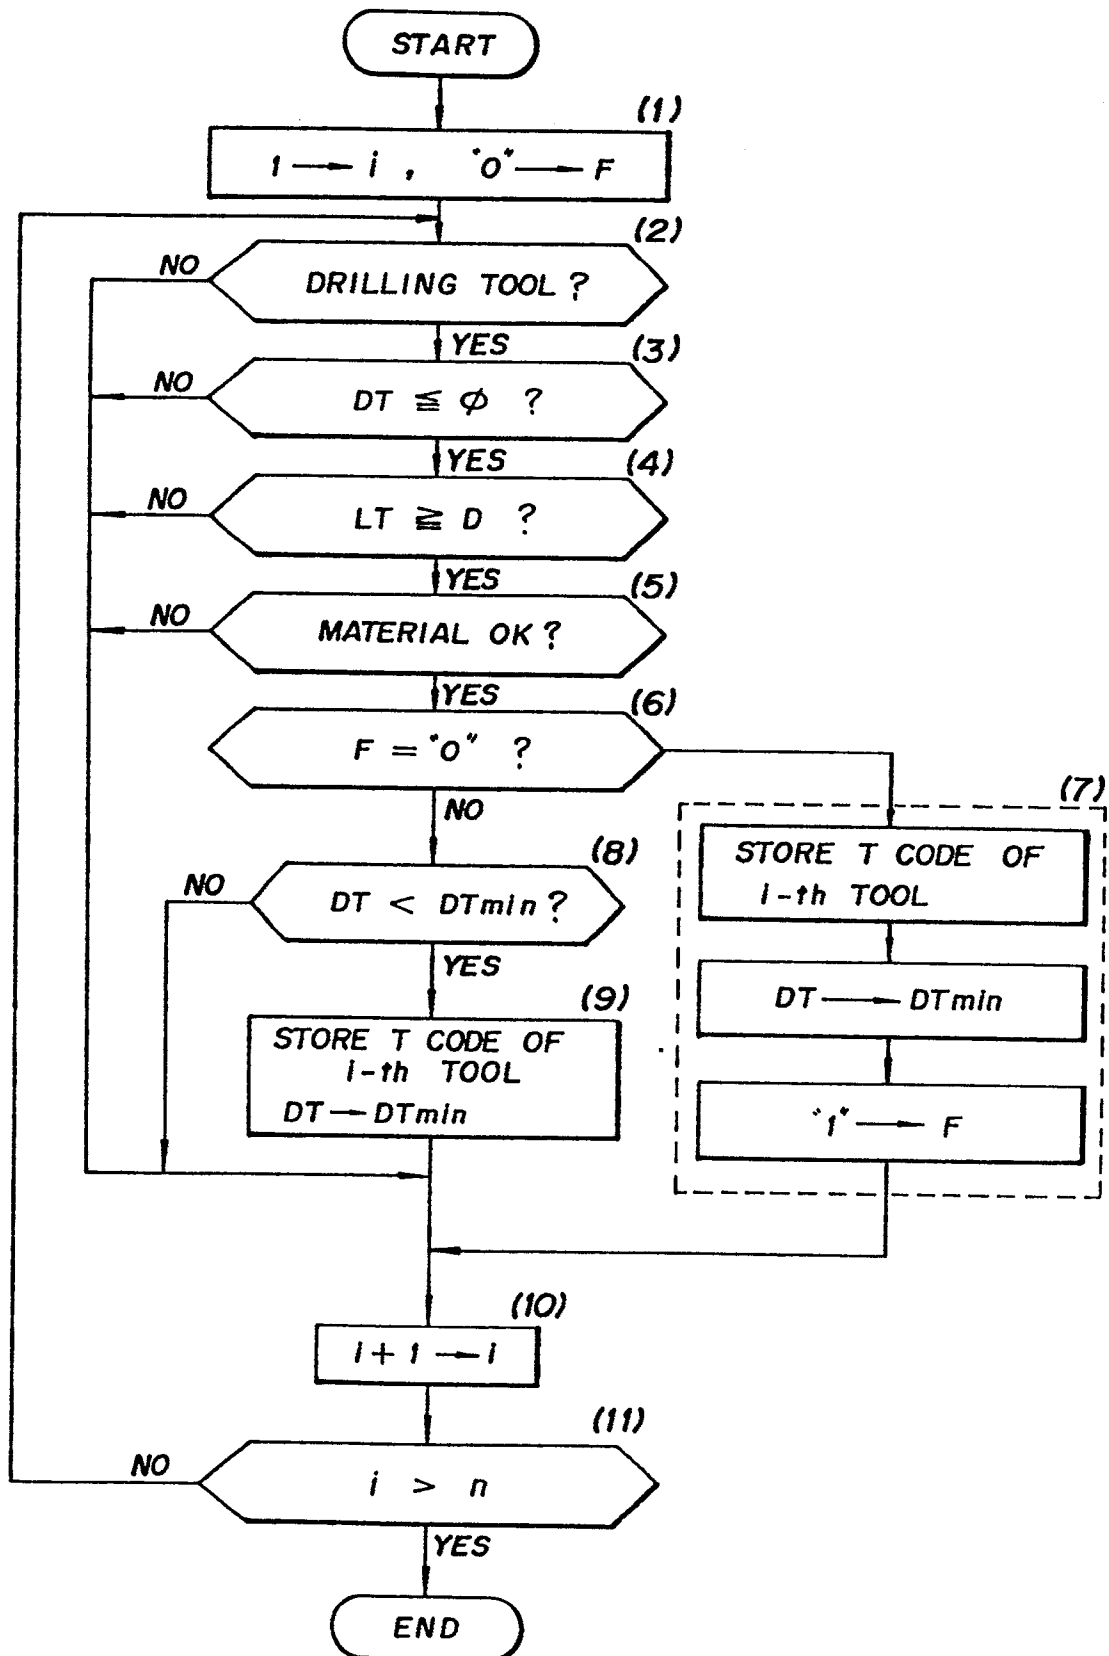 START
(1)
1 → i , "0" → F
(2)
NO
DRILLING TOOL ?
YES
(3)
NO
DT ≦ φ ?
YES
(4)
NO
LT ≧ D ?
YES
(5)
NO
MATERIAL OK ?
YES
(6)
F = "0" ?
NO
(7)
STORE T CODE OF
i-th TOOL
DT → DTmin
"1" → F
(8)
NO
DT < DTmin ?
YES
(9)
STORE T CODE OF
i-th TOOL
DT → DTmin
(10)
i + 1 → i
(11)
NO
i > n
YES
END